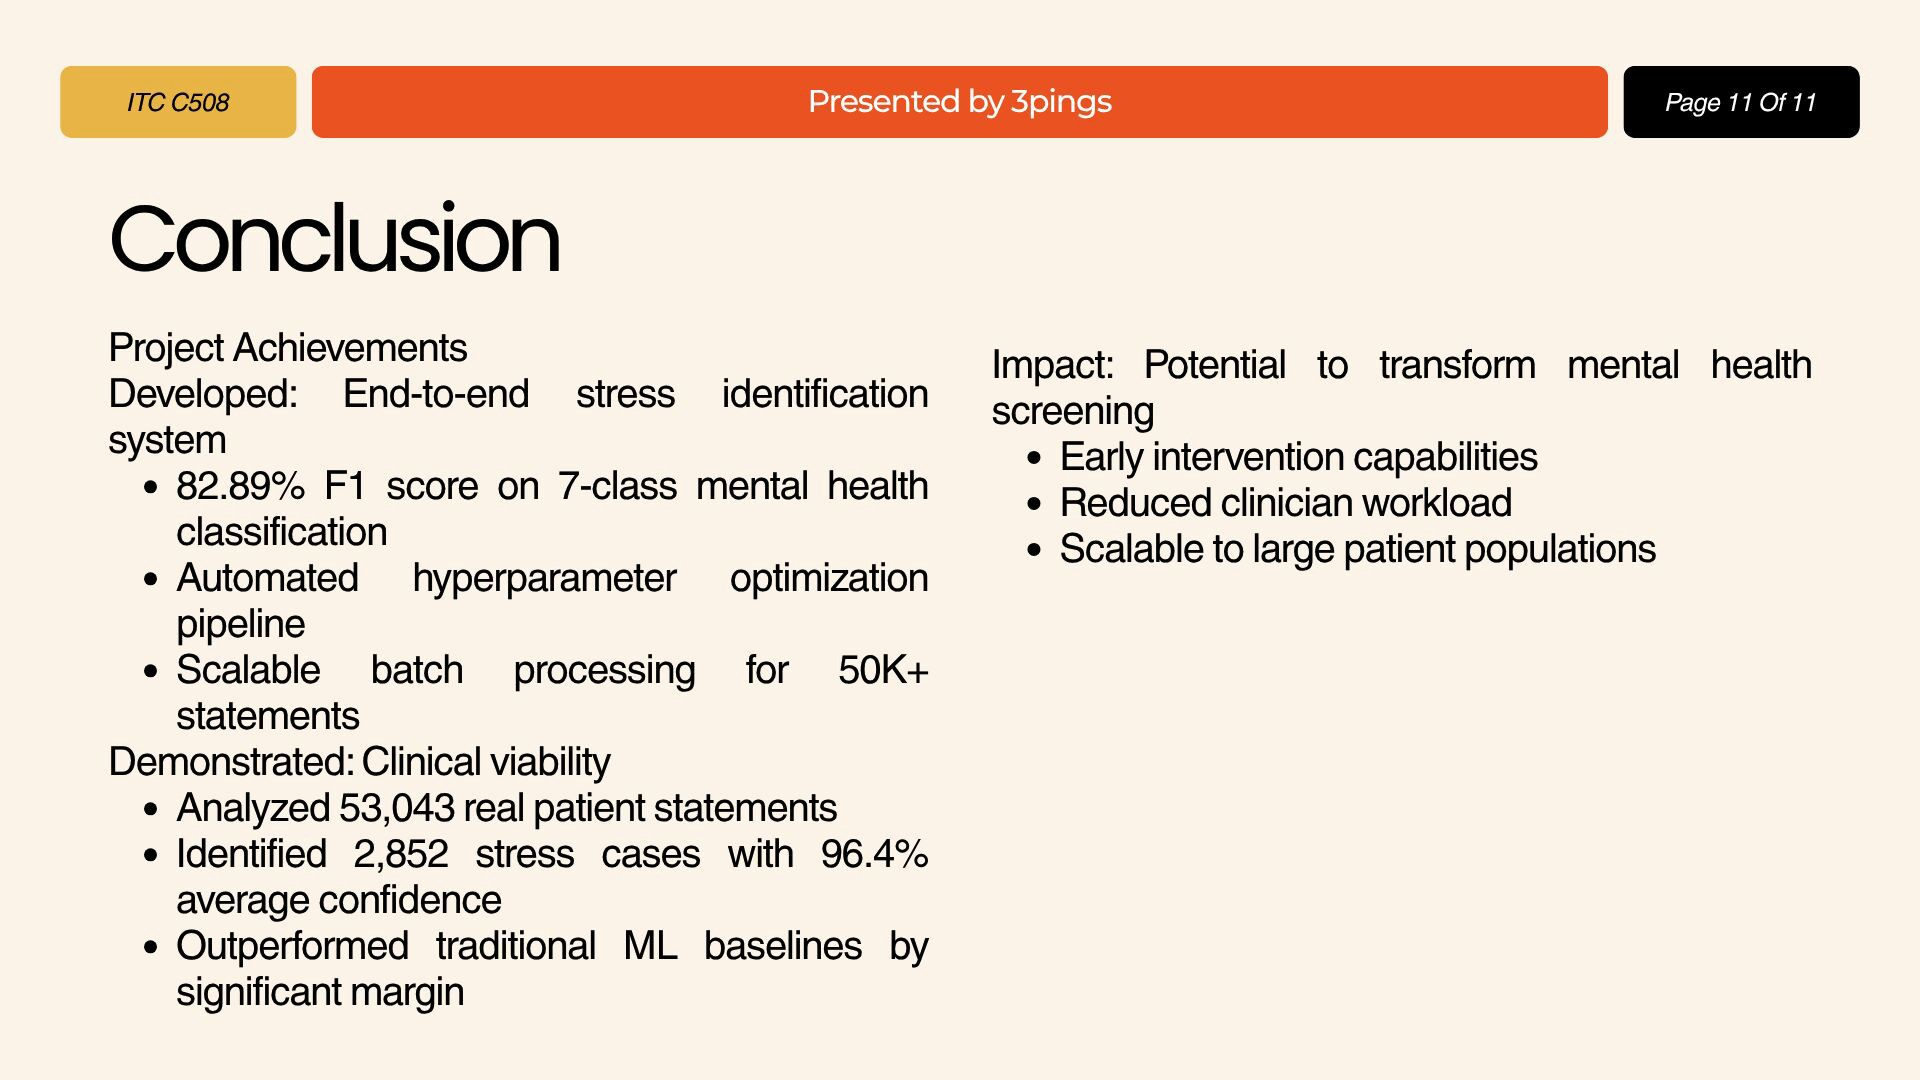 ITC C508
Presented by 3pings
Page 11 Of 11
Conclusion
Project Achievements
Developed: End-to-end stress identification
system
• 82.89% F1 score on 7-class mental health
classification
• Automated hyperparameter optimization
pipeline
• Scalable batch processing for 50K+
statements
Demonstrated: Clinical viability
• Analyzed 53,043 real patient statements
• Identified 2,852 stress cases with 96.4%
average confidence
• Outperformed traditional ML baselines by
significant margin
Impact: Potential to transform mental health
screening
• Early intervention capabilities
• Reduced clinician workload
• Scalable to large patient populations